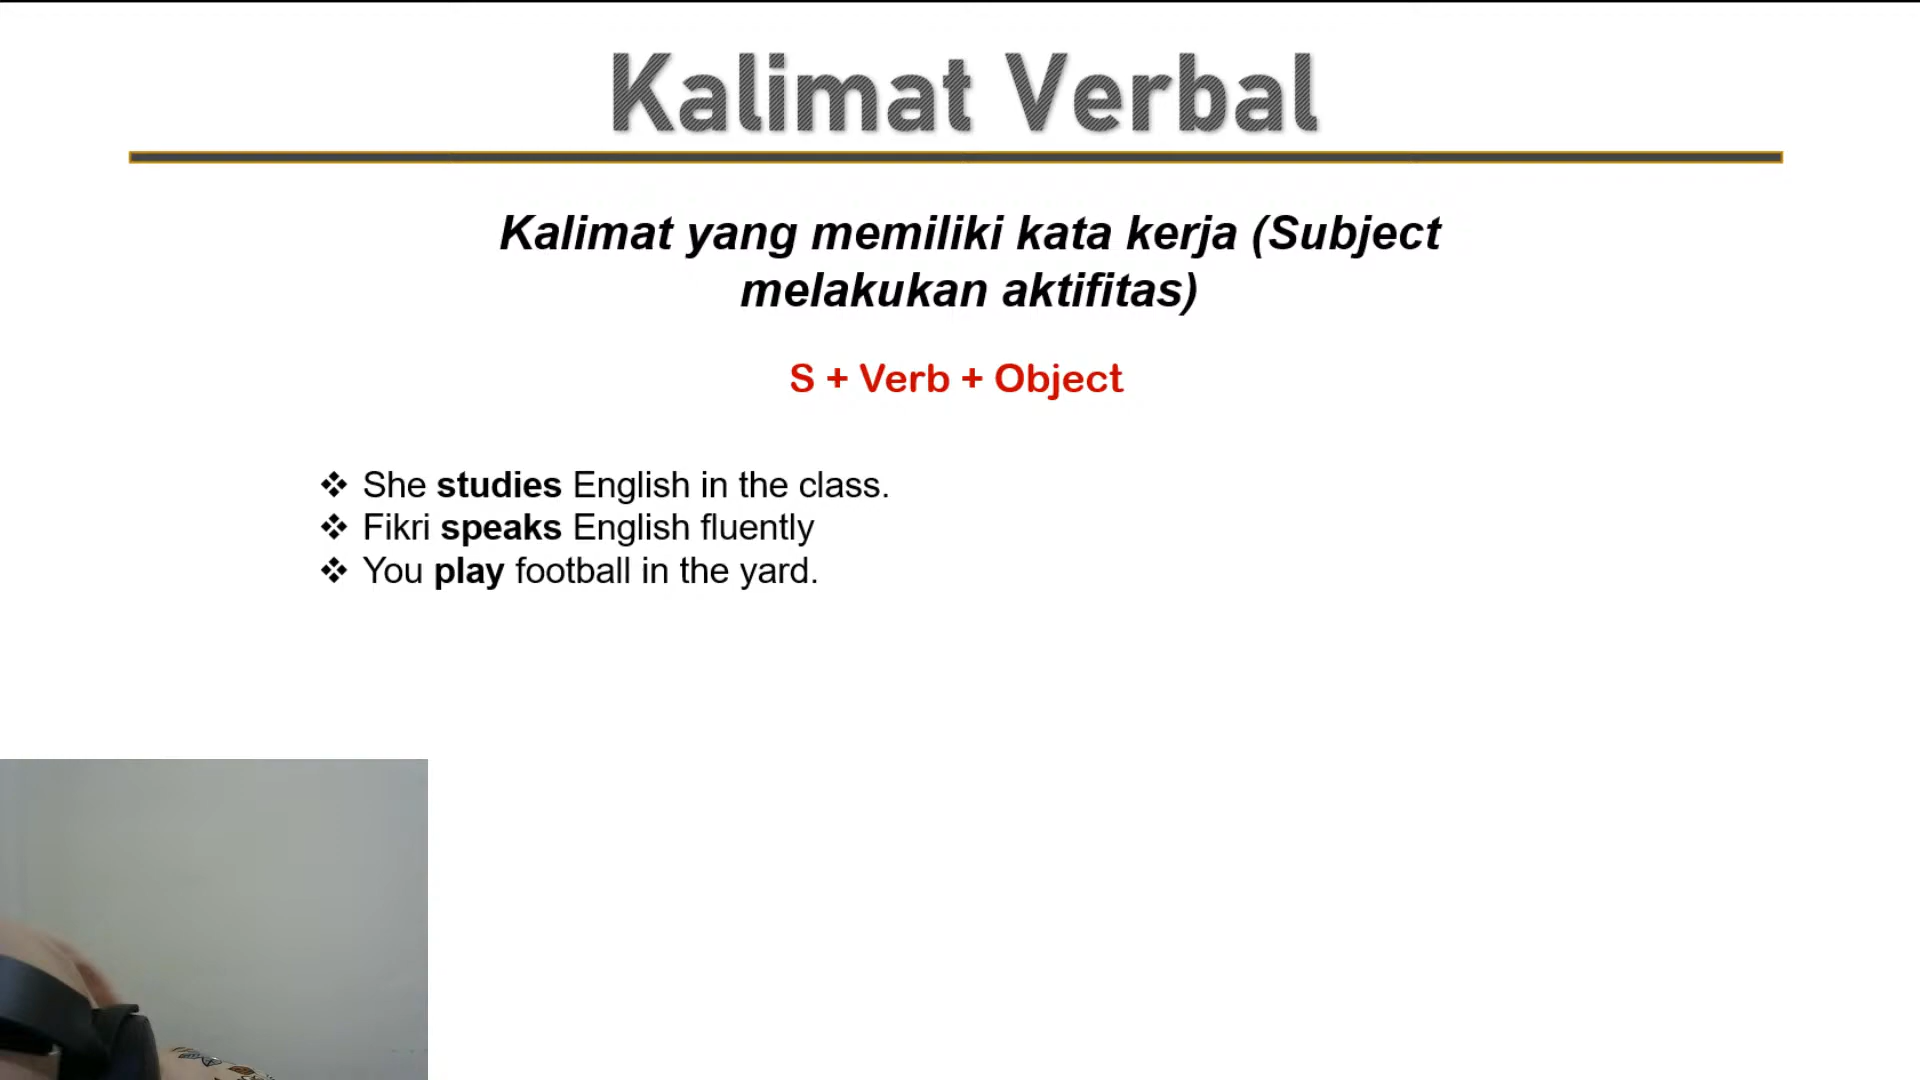 Kalimat Verbal
Kalimat yang memiliki kata kerja (Subject
melakukan aktifitas)
S + Verb + Object
❖ She studies English in the class.
❖ Fikri speaks English fluently
❖ You play football in the yard.